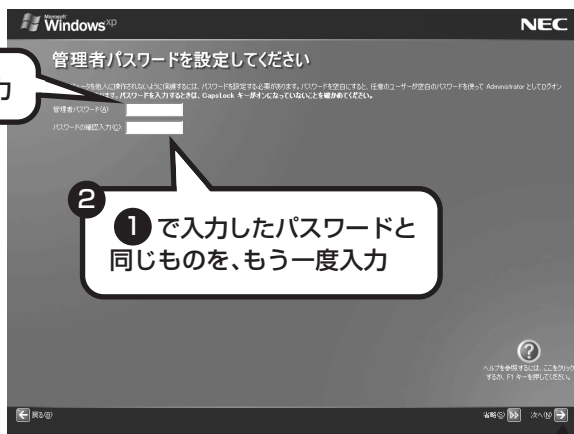 Microsoft
Windows xp
NEC
管理者パスワードを設定してください
コンピュータを他人に操作されないように保護するには、パスワードを設定する必要があります。パスワードを空白にすると、任意のユーザーが空白のパスワードを使って Administrator としてログオン
ます。パスワードを入力するときは、CapsLock キーがオンになっていないことを確かめてください。
管理者パスワード(A):
力
パスワードの確認入力(C):
2
1 で入力したパスワードと
同じものを、もう一度入力
?
ヘルプを参照するには、ここをクリック
するか、F1 キーを押してください。
戻る(B)
省略(S)
次へ(N)